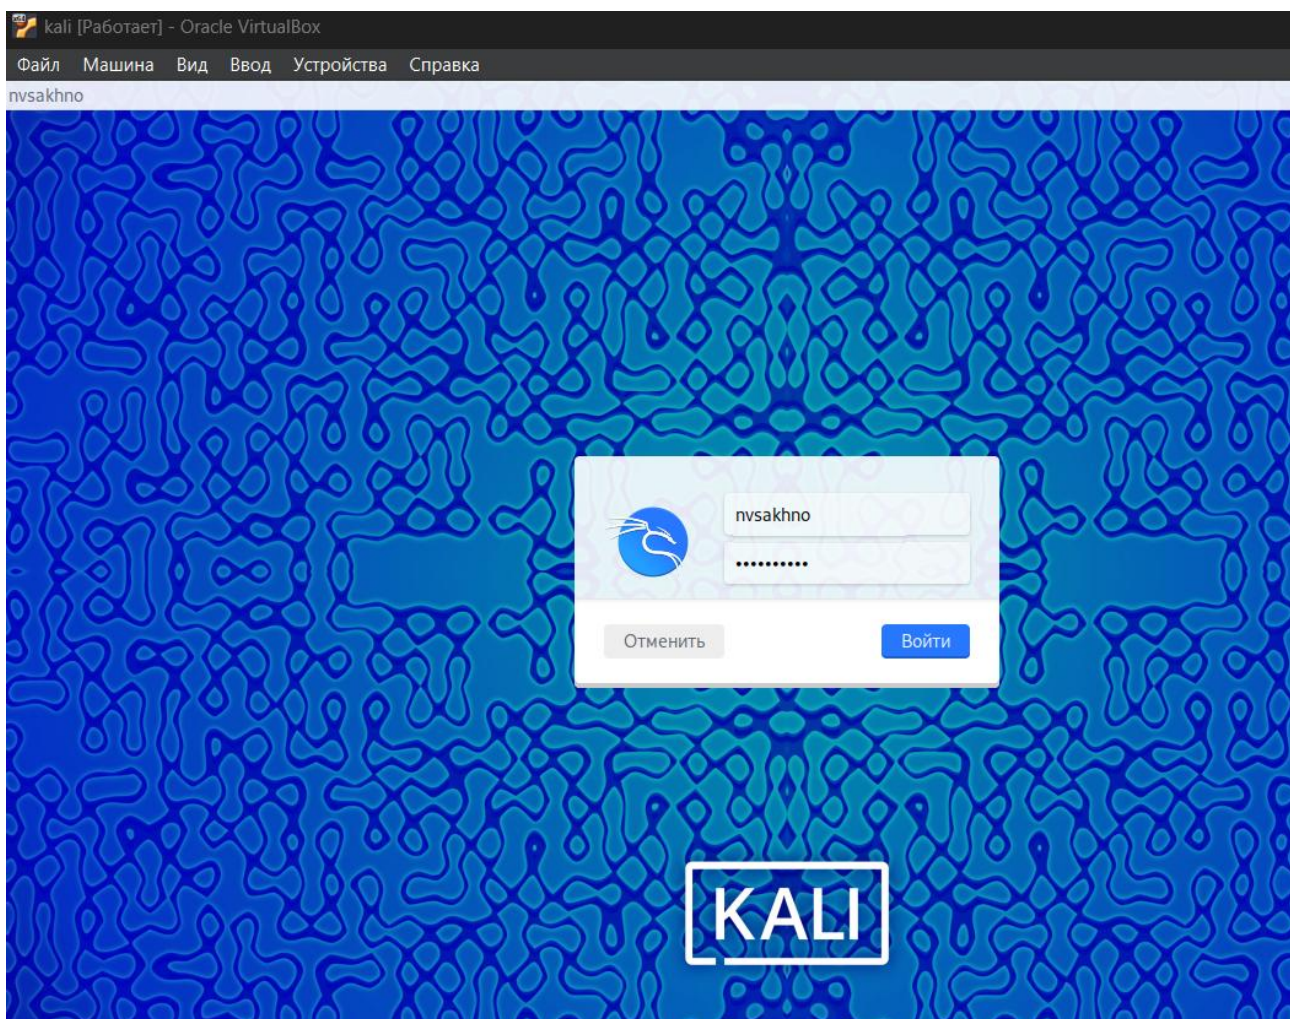 kali [Работает] - Oracle VirtualBox
Файл Машина Вид Ввод Устройства Справка
nvsakhno
nvsakhno
••••••••••
Отменить Войти
KALI